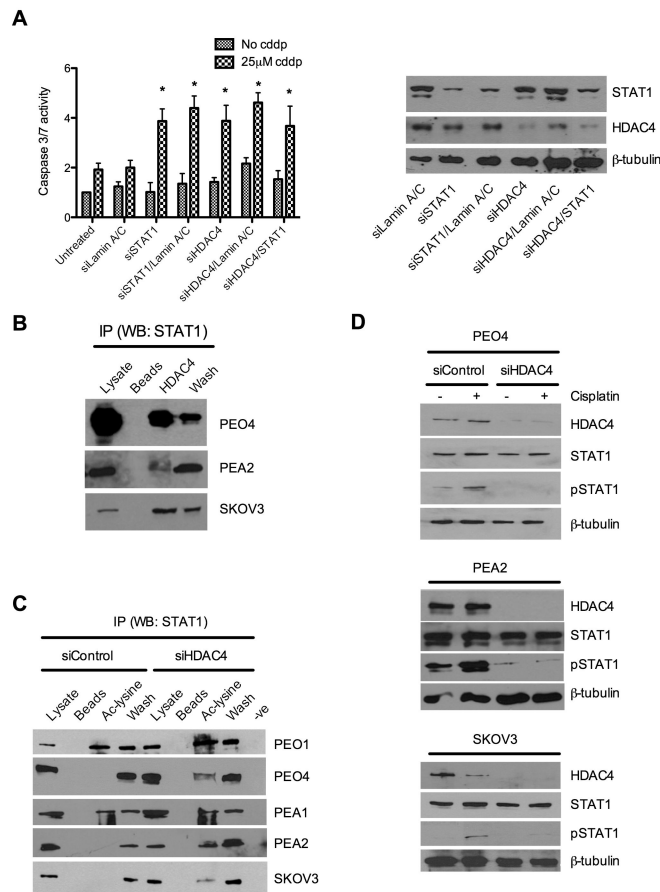 A
No cddp
25μM cddp
Caspase 3/7 activity
6
4
2
0
* * * * *
Untreated
siLamin A/C
siSTAT1
siSTAT1/Lamin A/C
siHDAC4
siHDAC4/Lamin A/C
siHDAC4/STAT1
STAT1
HDAC4
β-tubulin
siLamin A/C
siSTAT1
siSTAT1/Lamin A/C
siHDAC4
siHDAC4/Lamin A/C
siHDAC4/STAT1
B
IP (WB: STAT1)
Lysate Beads HDAC4 Wash
PEO4
PEA2
SKOV3
C
IP (WB: STAT1)
siControl siHDAC4
Lysate Beads Ac-lysine Wash Lysate Beads Ac-lysine Wash -ve
PEO1
PEO4
PEA1
PEA2
SKOV3
D
PEO4
siControl siHDAC4
- + - + Cisplatin
HDAC4
STAT1
pSTAT1
β-tubulin
PEA2
HDAC4
STAT1
pSTAT1
β-tubulin
SKOV3
HDAC4
STAT1
pSTAT1
β-tubulin